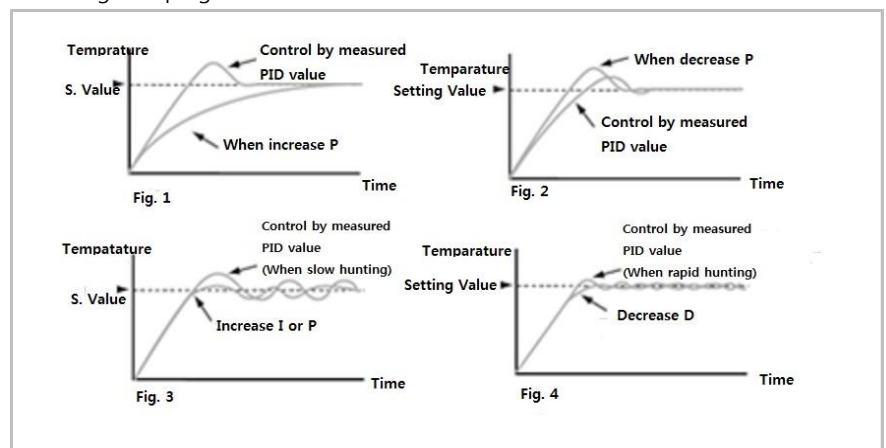 Temprature
Control by measured
PID value
S. Value
When increase P
Time
Fig. 1
When decrease P
Temparature
Setting Value
Control by measured
PID value
Time
Fig. 2
Control by measured
PID value
(When slow hunting)
Tempatature
S. Value
Increase I or P
Time
Fig. 3
Control by measured
PID value
(When rapid hunting)
Temparature
Setting Value
Decrease D
Time
Fig. 4